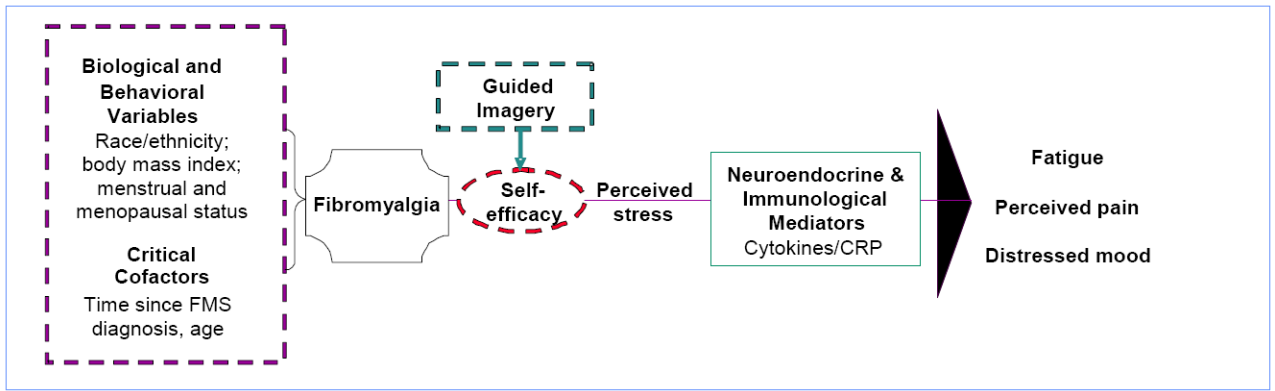 Biological and
Behavioral
Variables
Race/ethnicity;
body mass index;
menstrual and
menopausal status
Critical
Cofactors
Time since FMS
diagnosis, age
Fibromyalgia
Guided
Imagery
Self-
efficacy
Perceived
stress
Neuroendocrine &
Immunological
Mediators
Cytokines/CRP
Fatigue
Perceived pain
Distressed mood